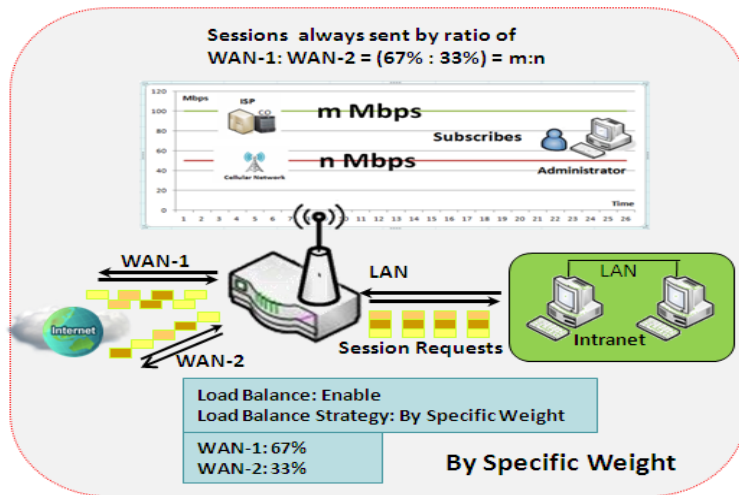 Sessions always sent by ratio of
WAN-1: WAN-2 = (67% : 33%) = m:n
120
Mbps
ISP
CO
100
m Mbps
80
Subscribes
60
n Mbps
40
Cellular Network
Administrator
20
Time
0
1 2 3 4 5 6 7 8 9 10 11 12 13 14 15 16 17 18 19 20 21 22 23 24 25 26
WAN-1
LAN
LAN
Internet
Intranet
Session Requests
WAN-2
Load Balance: Enable
Load Balance Strategy: By Specific Weight
WAN-1: 67%
WAN-2: 33%
By Specific Weight